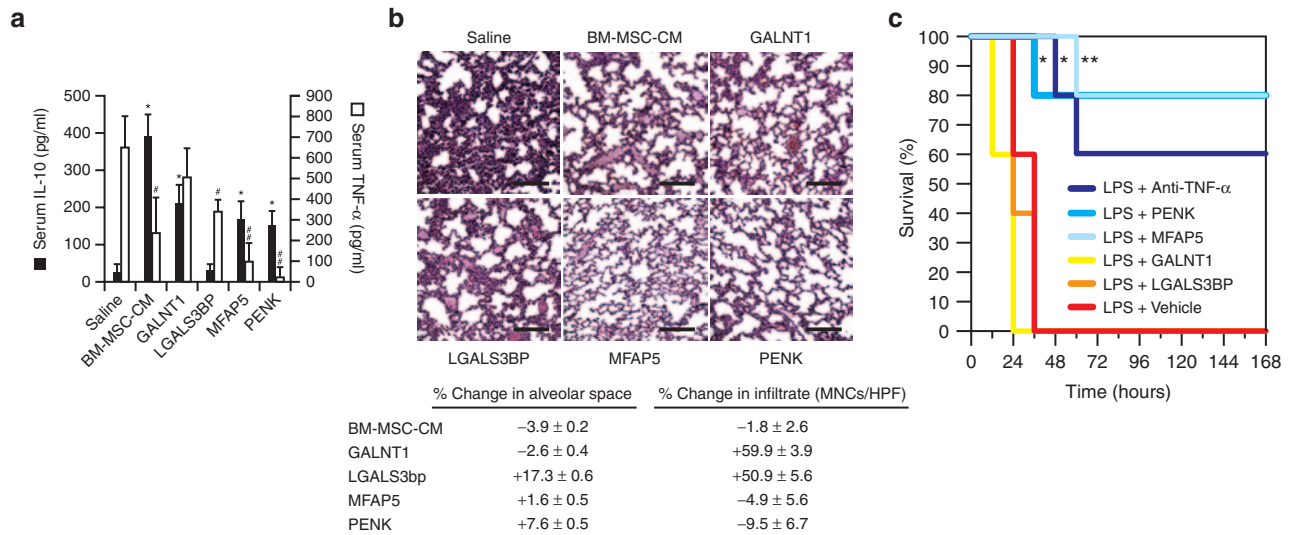 a
500
400
300
200
100
0
Serum IL-10 (pg/ml)
900
800
700
600
500
400
300
200
100
0
Serum TNF-α
(pg/ml)
*
#
*
#
*
##
*
##
Saline
BM-MSC-CM
GALNT1
LGALS3BP
MFAP5
PENK
b
Saline BM-MSC-CM GALNT1
LGALS3BP MFAP5 PENK
% Change in alveolar space % Change in infiltrate (MNCs/HPF)
BM-MSC-CM −3.9 ± 0.2 −1.8 ± 2.6
GALNT1 −2.6 ± 0.4 +59.9 ± 3.9
LGALS3bp +17.3 ± 0.6 +50.9 ± 5.6
MFAP5 +1.6 ± 0.5 −4.9 ± 5.6
PENK +7.6 ± 0.5 −9.5 ± 6.7
c
100
90
80
70
60
50
40
30
20
10
0
Survival (%)
* * **
LPS + Anti-TNF-α
LPS + PENK
LPS + MFAP5
LPS + GALNT1
LPS + LGALS3BP
LPS + Vehicle
0 24 48 72 96 120 144 168
Time (hours)